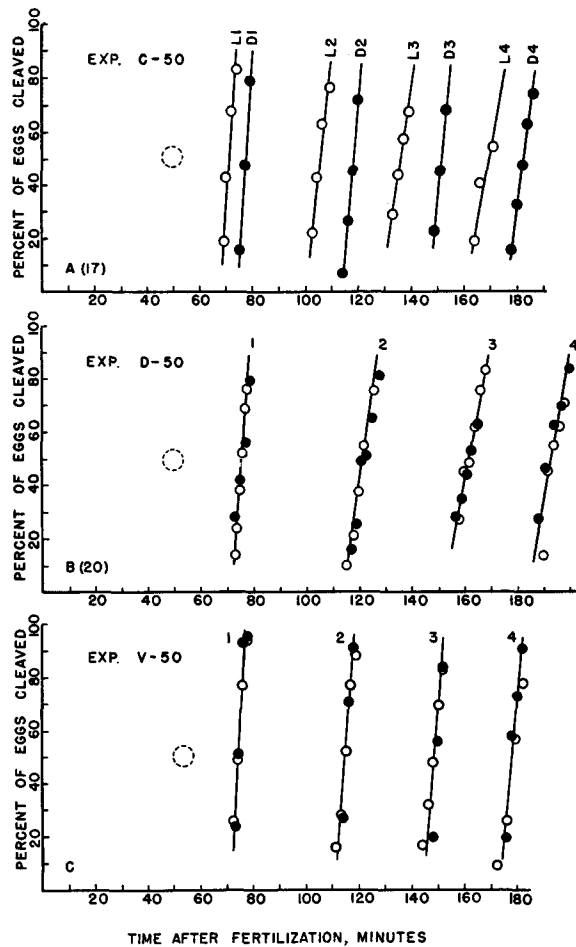 PERCENT OF EGGS CLEAVED
100
80
60
40
20
EXP. C-50
L1 D1 L2 D2 L3 D3 L4 D4
A (17)
20 40 60 80 100 120 140 160 180
PERCENT OF EGGS CLEAVED
100
80
60
40
20
EXP. D-50
1 2 3 4
B (20)
20 40 60 80 100 120 140 160 180 200
PERCENT OF EGGS CLEAVED
100
80
60
40
20
EXP. V-50
1 2 3 4
C
20 40 60 80 100 120 140 160 180
TIME AFTER FERTILIZATION, MINUTES